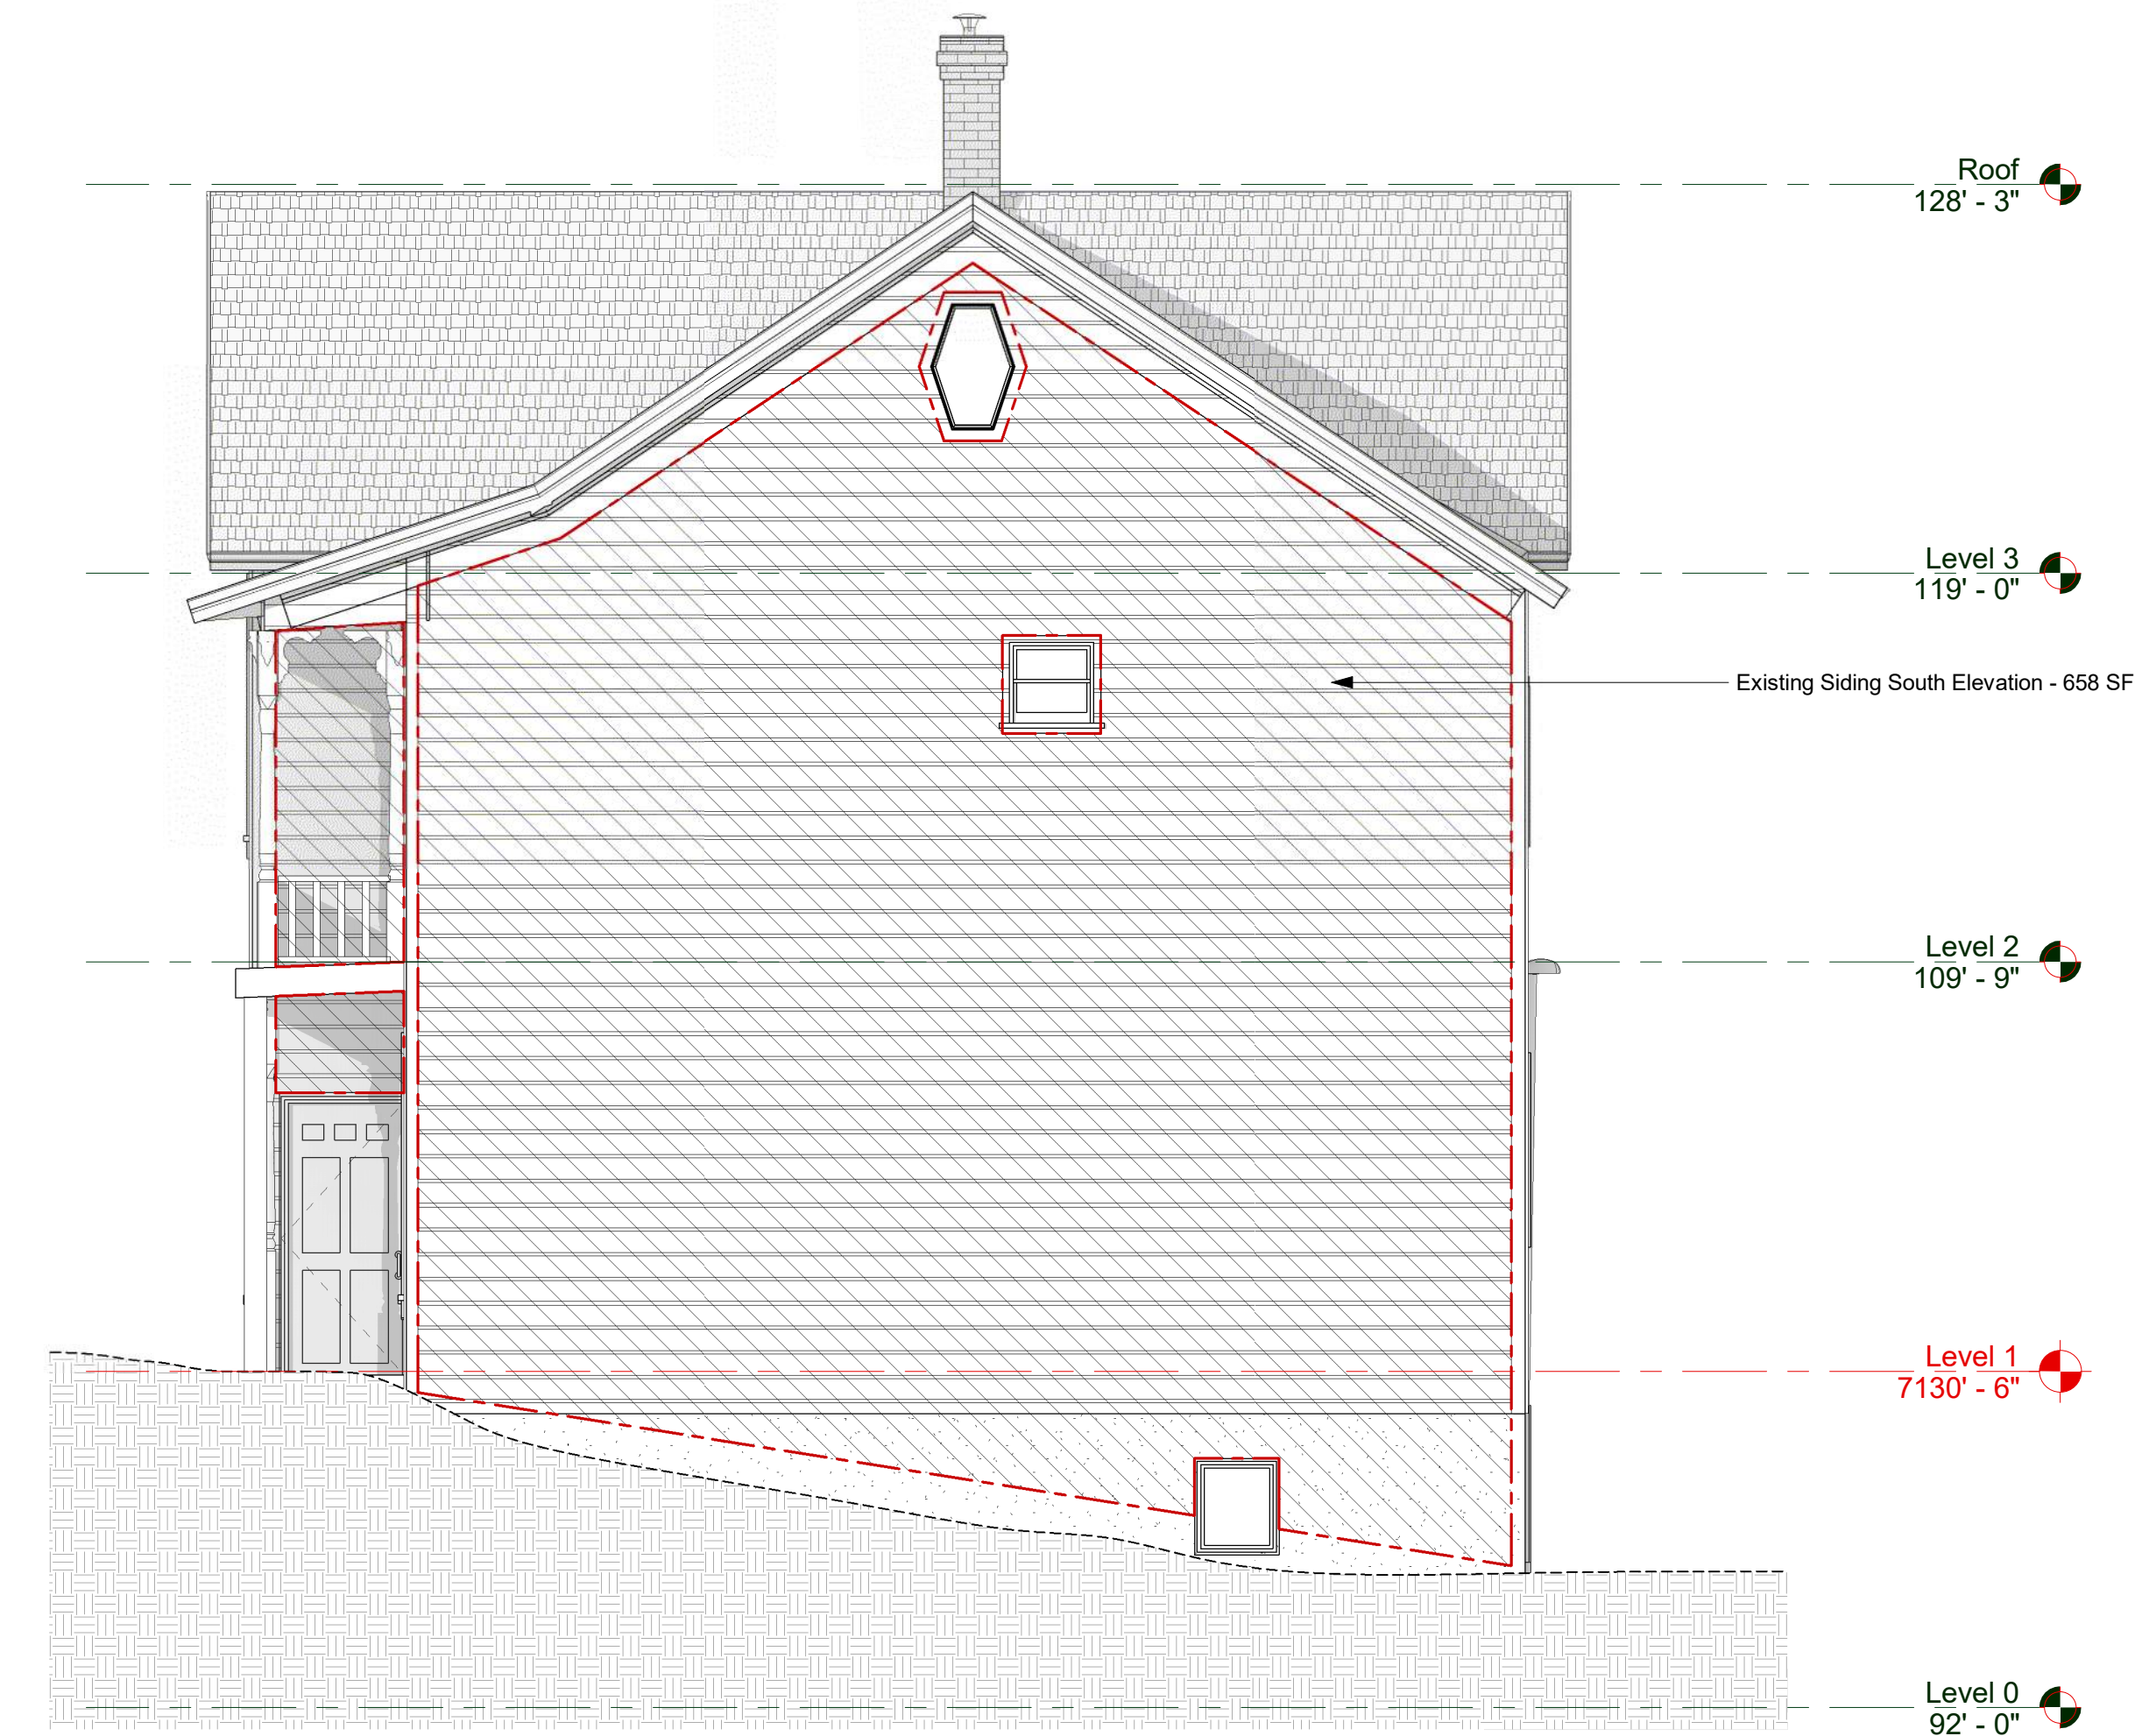 Roof
128' - 3"
Level 3
119' - 0"
Existing Siding South Elevation - 658 SF
Level 2
109' - 9"
Level 1
7130' - 6"
Level 0
92' - 0"